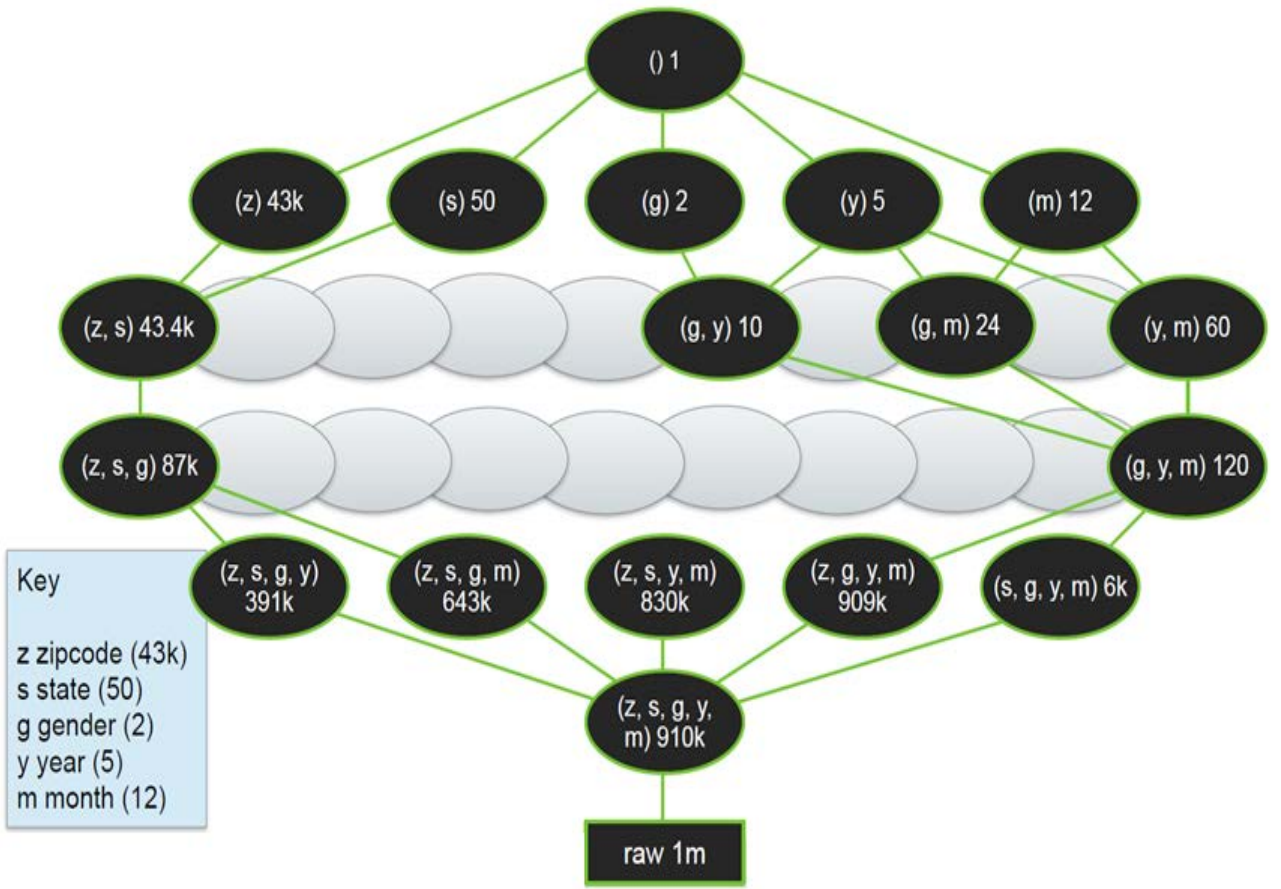 () 1
(z) 43k
(s) 50
(g) 2
(y) 5
(m) 12
(z, s) 43.4k
(g, y) 10
(g, m) 24
(y, m) 60
(z, s, g) 87k
(g, y, m) 120
(z, s, g, y)
391k
(z, s, g, m)
643k
(z, s, y, m)
830k
(z, g, y, m)
909k
(s, g, y, m) 6k
Key
z zipcode (43k)
s state (50)
g gender (2)
y year (5)
m month (12)
(z, s, g, y,
m) 910k
raw 1m